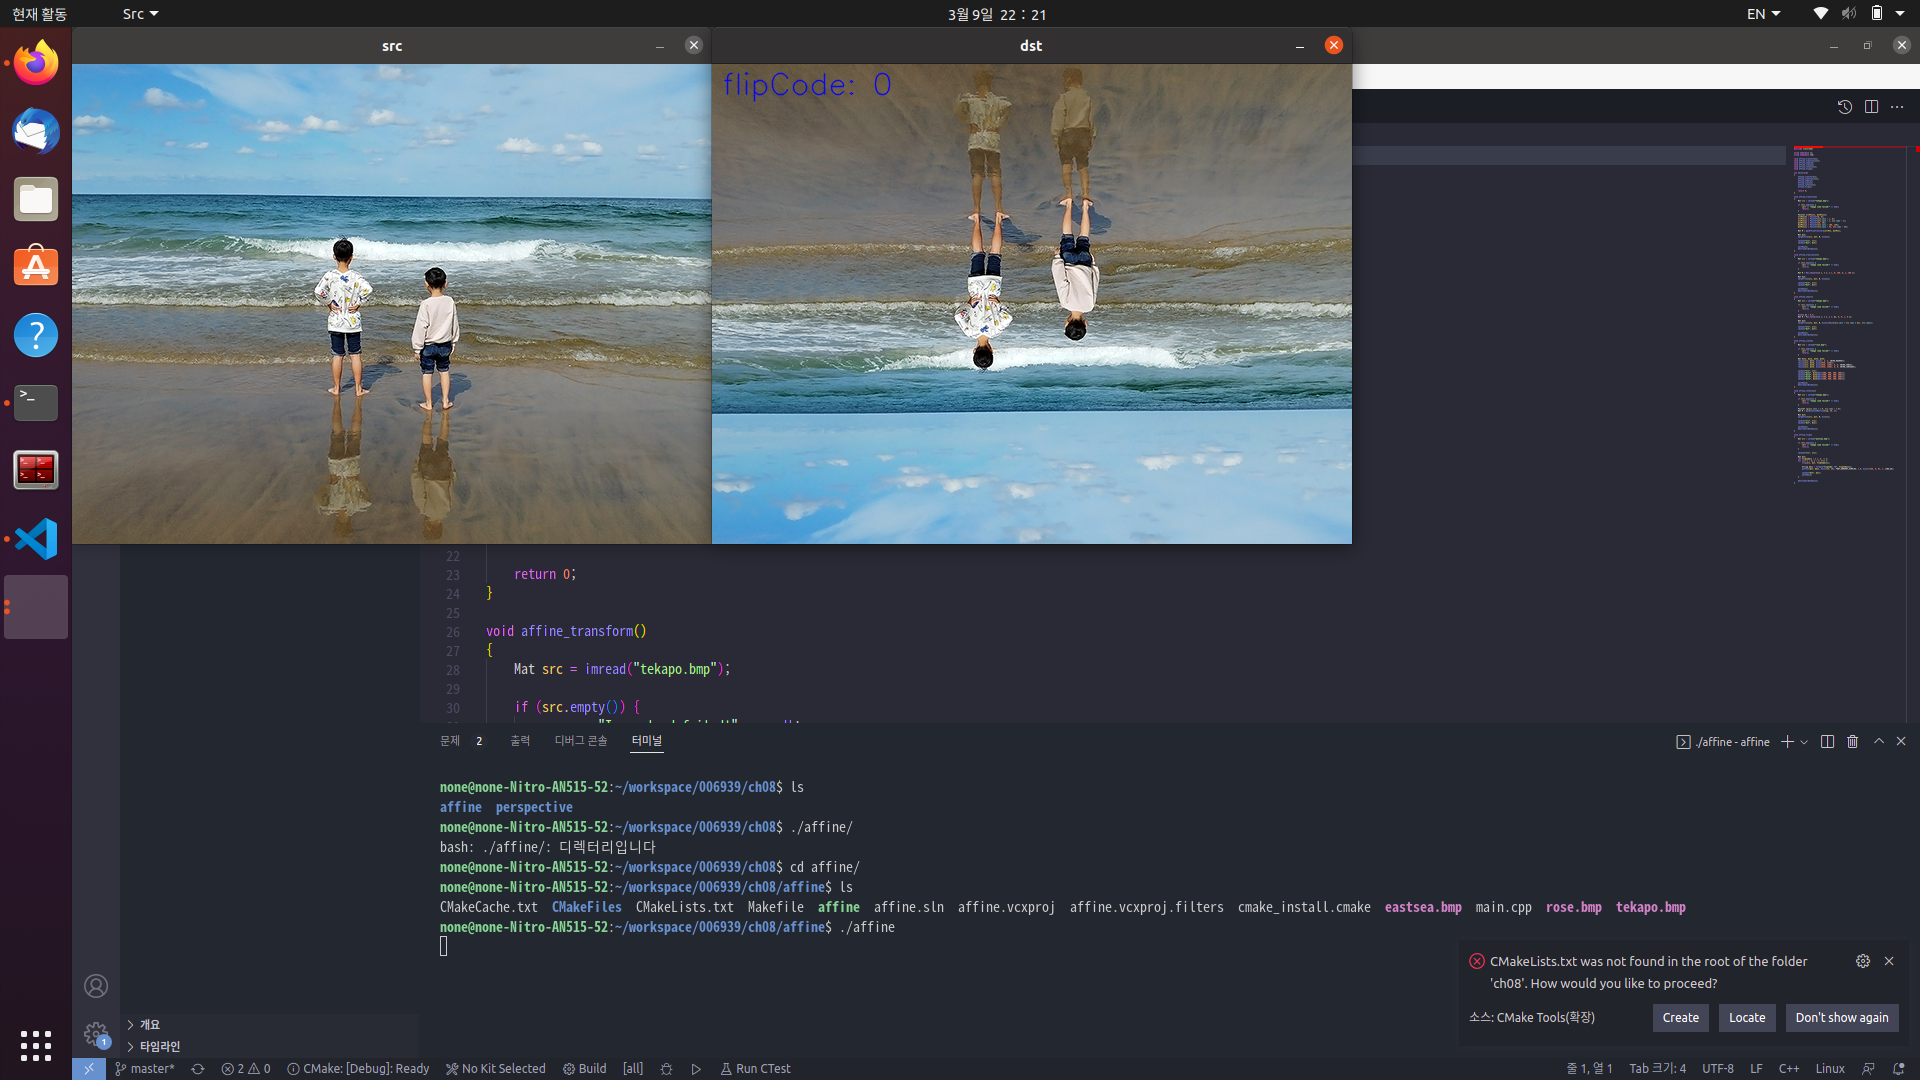 현재 활동
Src
3월 9일 22 : 21
EN
src
dst
flipCode: 0
22
23 return 0;
24 }
25
26 void affine_transform()
27 {
28 Mat src = imread("tekapo.bmp");
29
30 if (src.empty()) {
문제 2 출력 디버그 콘솔 터미널
./affine - affine
none@none-Nitro-AN515-52:~/workspace/006939/ch08$ ls
affine perspective
none@none-Nitro-AN515-52:~/workspace/006939/ch08$ ./affine/
bash: ./affine/: 디렉터리입니다
none@none-Nitro-AN515-52:~/workspace/006939/ch08$ cd affine/
none@none-Nitro-AN515-52:~/workspace/006939/ch08/affine$ ls
CMakeCache.txt CMakeFiles CMakeLists.txt Makefile affine affine.sln affine.vcxproj affine.vcxproj.filters cmake_install.cmake eastsea.bmp main.cpp rose.bmp tekapo.bmp
none@none-Nitro-AN515-52:~/workspace/006939/ch08/affine$ ./affine
CMakeLists.txt was not found in the root of the folder
'ch08'. How would you like to proceed?
소스: CMake Tools(확장)
Create
Locate
Don't show again
1
개요
타임라인
master* 2 0 CMake: [Debug]: Ready No Kit Selected Build [all] Run CTest
줄 1, 열 1 Tab 크기: 4 UTF-8 LF C++ Linux